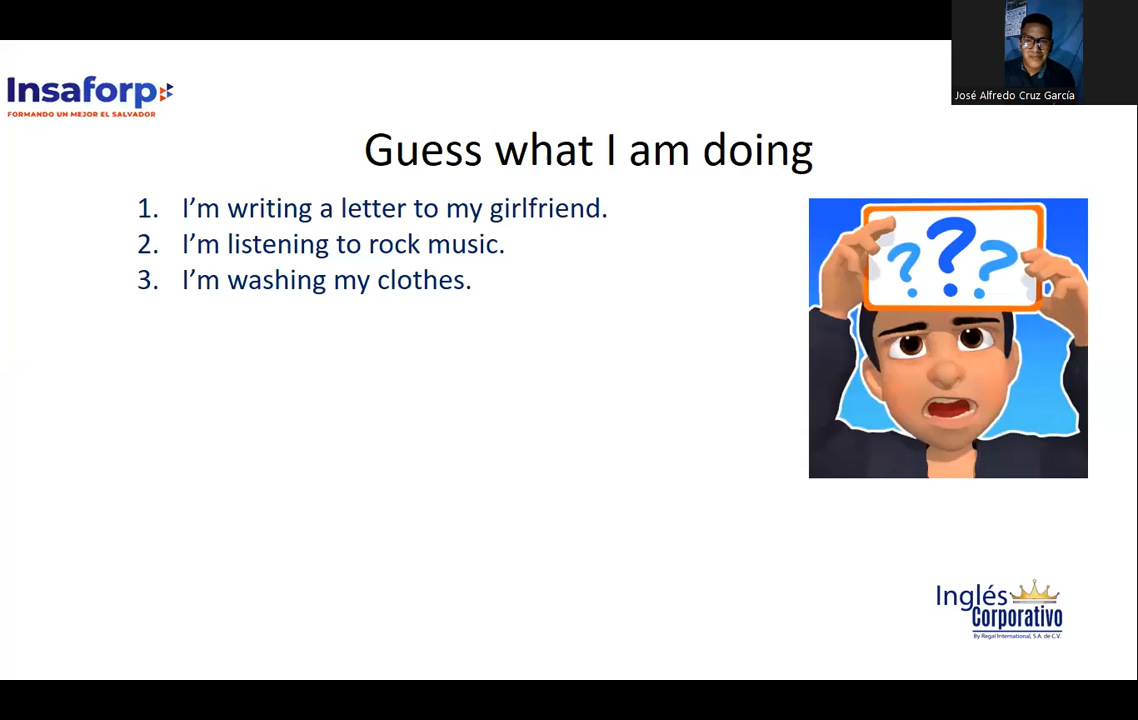 José Alfredo Cruz García
Insaforp
FORMANDO UN MEJOR EL SALVADOR
Guess what I am doing
1. I’m writing a letter to my girlfriend.
2. I’m listening to rock music.
3. I’m washing my clothes.
? ? ?
Inglés
Corporativo
By Regal International, S.A. de C.V.